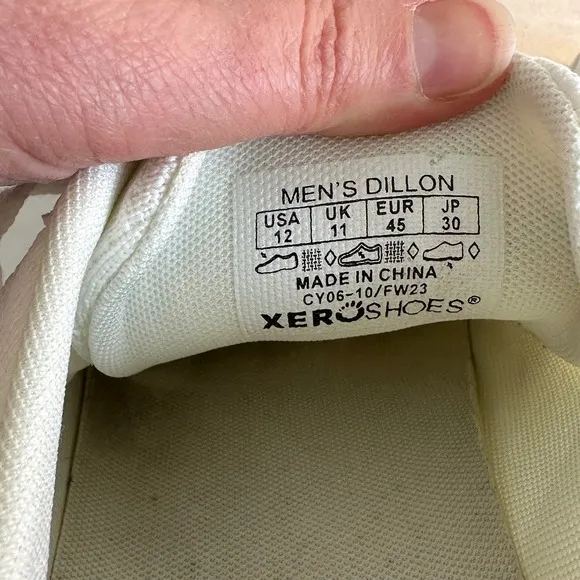 MEN'S DILLON
USA UK EUR JP
12 11 45 30
MADE IN CHINA
CY06-10/FW23
XEROSHOES®